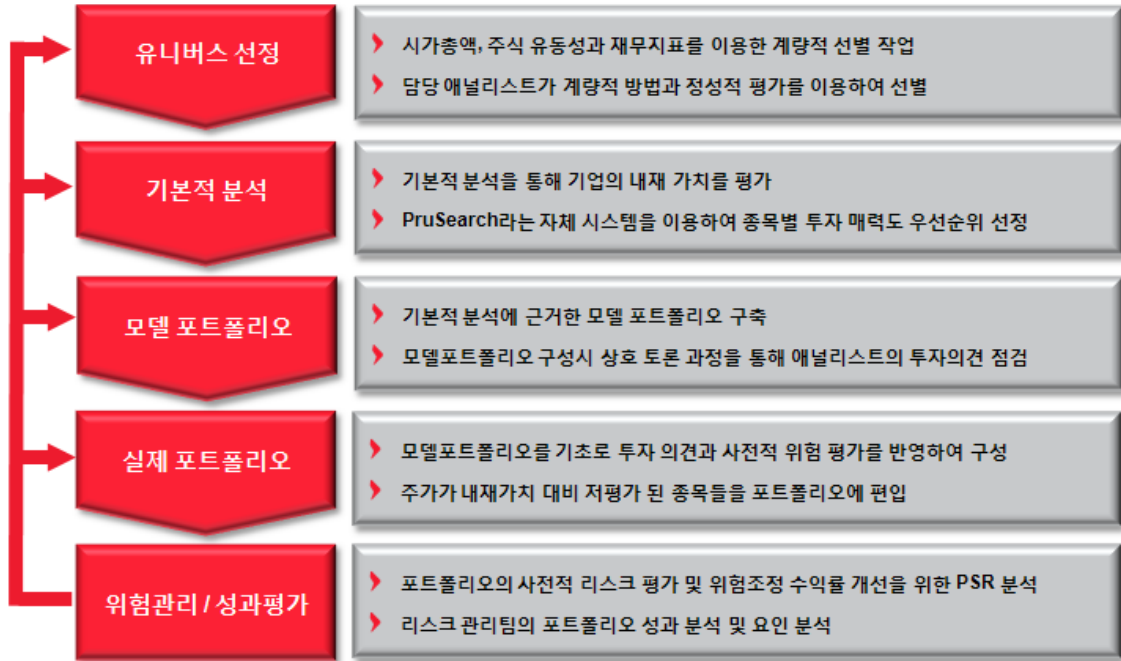 유니버스 선정
시가총액, 주식 유동성과 재무지표를 이용한 계량적 선별 작업
담당 애널리스트가 계량적 방법과 정성적 평가를 이용하여 선별
기본적 분석
기본적 분석을 통해 기업의 내재 가치를 평가
PruSearch라는 자체 시스템을 이용하여 종목별 투자 매력도 우선순위 선정
모델 포트폴리오
기본적 분석에 근거한 모델 포트폴리오 구축
모델포트폴리오 구성시 상호 토론 과정을 통해 애널리스트의 투자의견 점검
실제 포트폴리오
모델포트폴리오를 기초로 투자 의견과 사전적 위험 평가를 반영하여 구성
주가가 내재가치 대비 저평가 된 종목들을 포트폴리오에 편입
위험관리 / 성과평가
포트폴리오의 사전적 리스크 평가 및 위험조정 수익률 개선을 위한 PSR 분석
리스크 관리팀의 포트폴리오 성과 분석 및 요인 분석